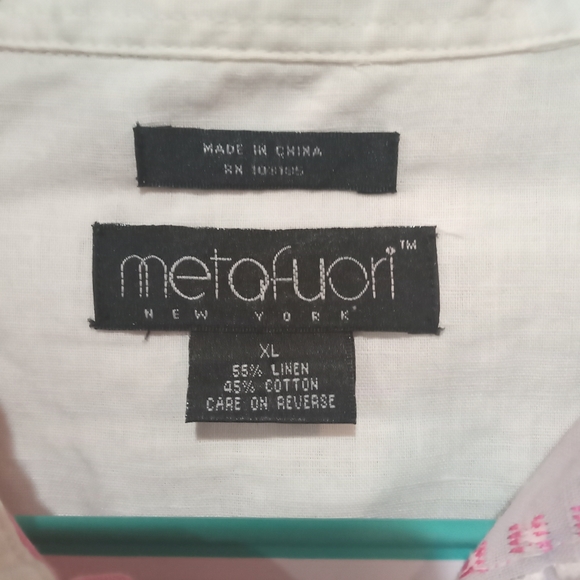 MADE IN CHINA
RN
metafuori™
NEW YORK
XL
55% LINEN
45% COTTON
CARE ON REVERSE